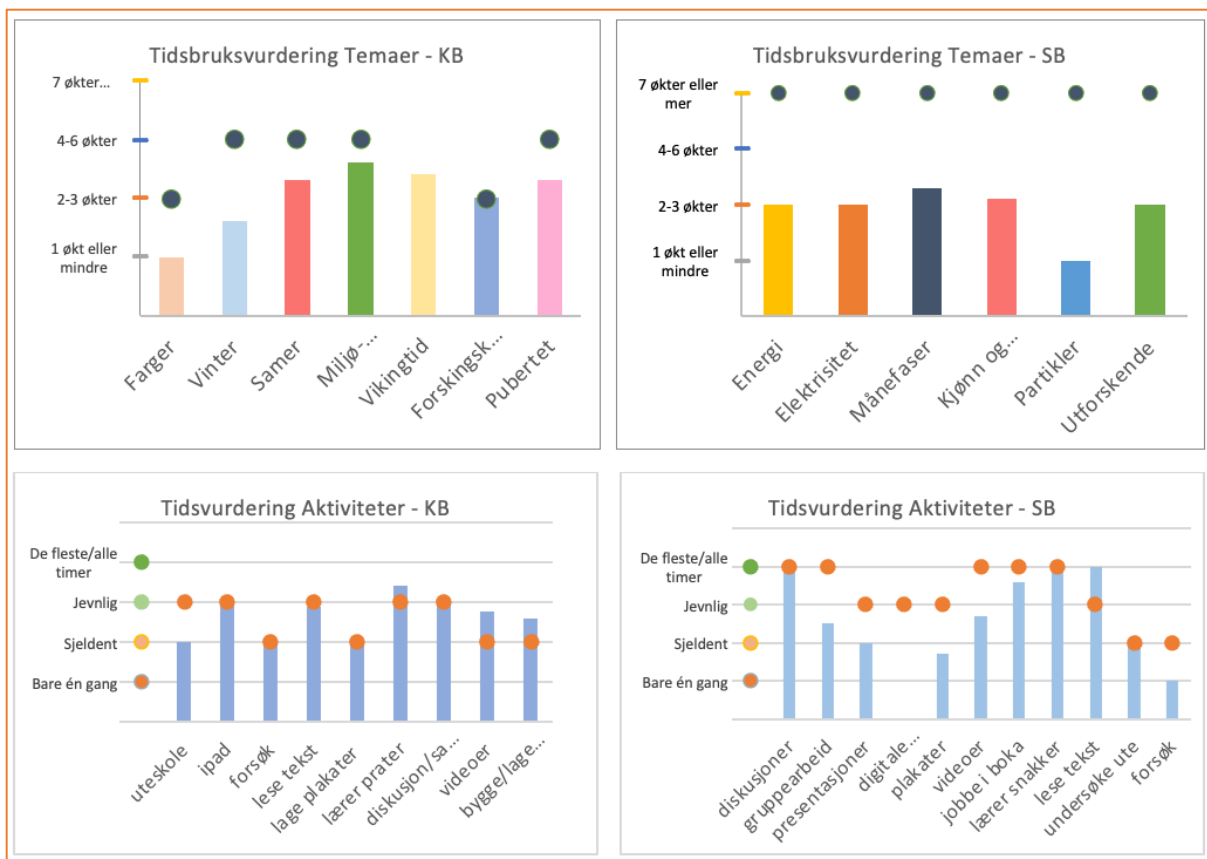 Tidsbruksvurdering Temaer - KB
7 økter...
4-6 økter
2-3 økter
1 økt eller
mindre
Farger
Vinter
Samer
Miljø-...
Vikingtid
Forskingsk...
Pubertet
Tidsbruksvurdering Temaer - SB
7 økter eller
mer
4-6 økter
2-3 økter
1 økt eller
mindre
Energi
Elektrisitet
Månefaser
Kjønn og...
Partikler
Utforskende
Tidsvurdering Aktiviteter - KB
De fleste/alle
timer
Jevnlig
Sjeldent
Bare én gang
uteskole
ipad
forsøk
lese tekst
lage plakater
lærer prater
diskusjon/sa...
videoer
bygge/lage...
Tidsvurdering Aktiviteter - SB
De fleste/alle
timer
Jevnlig
Sjeldent
Bare én gang
diskusjoner
gruppearbeid
presentasjoner
digitale...
plakater
videoer
jobbe i boka
lærer snakker
lese tekst
undersøke ute
forsøk